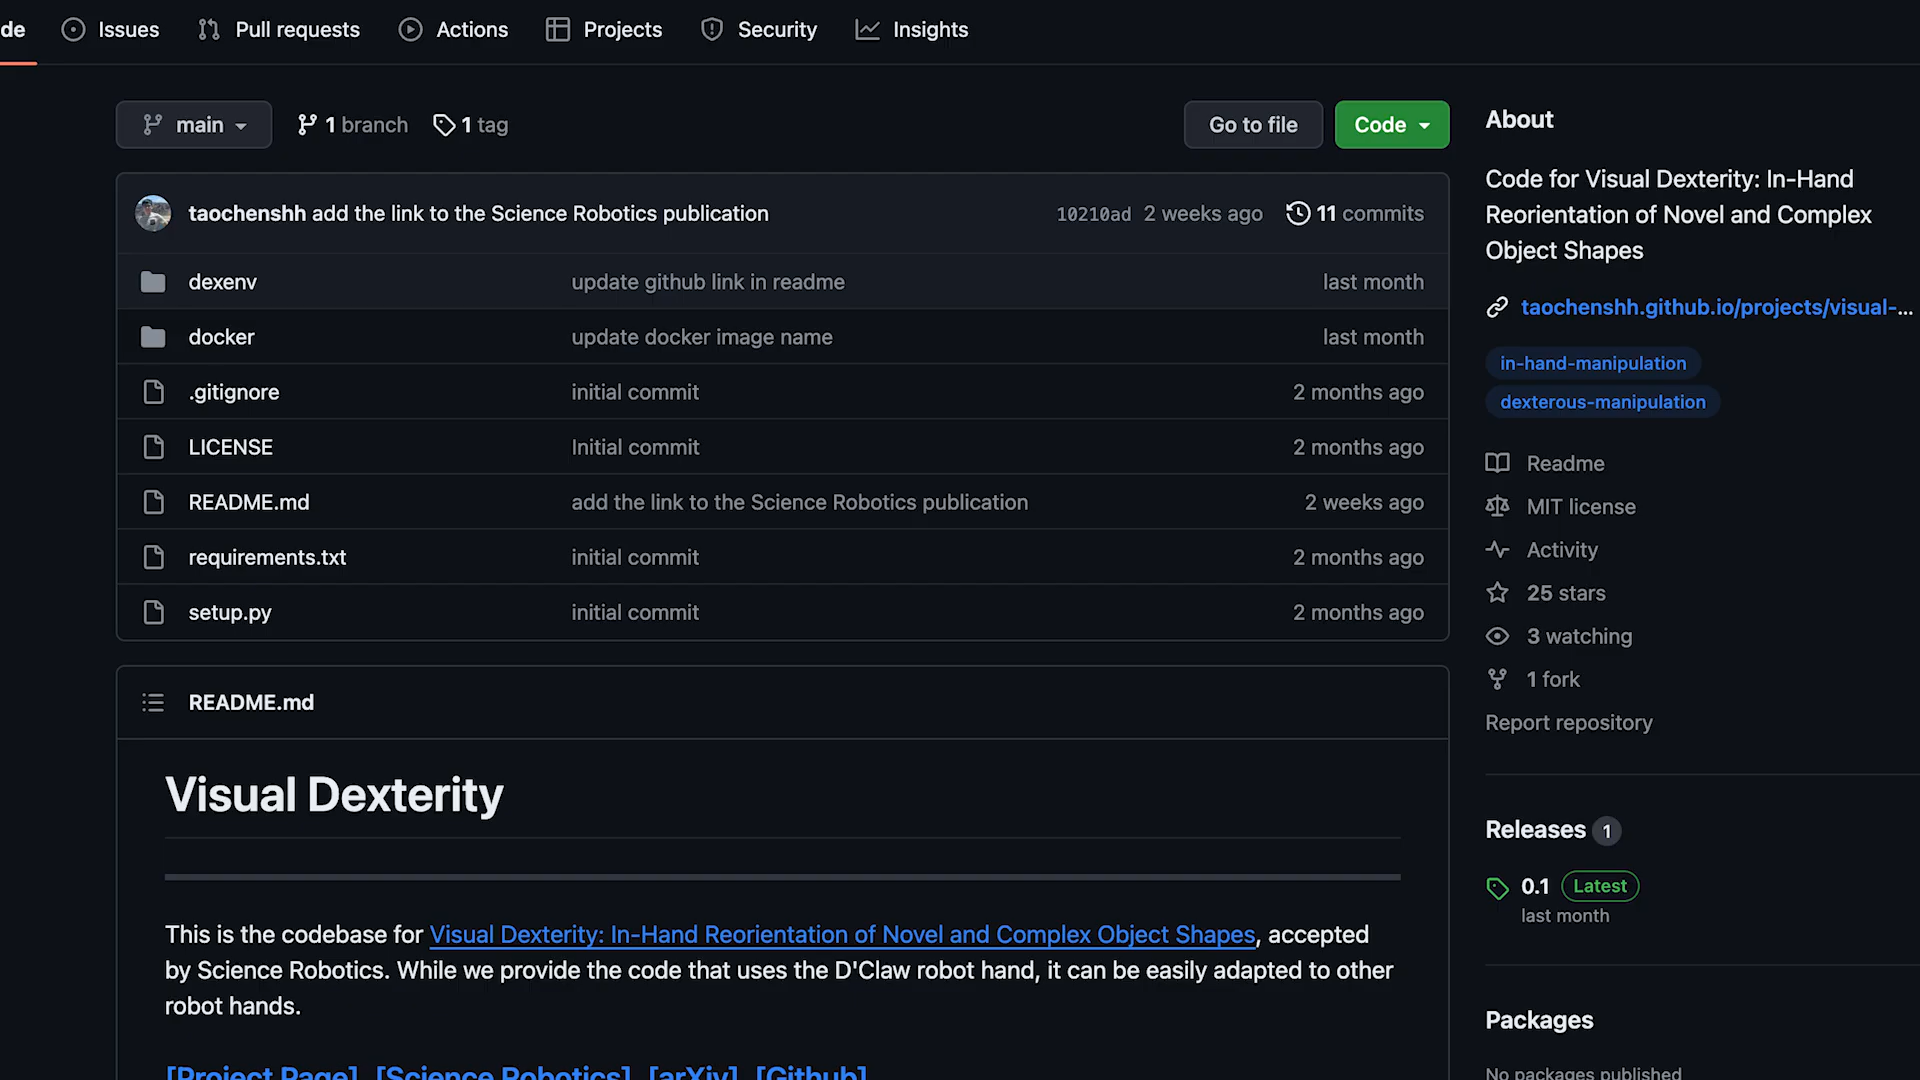 de Issues Pull requests Actions Projects Security Insights
main 1 branch 1 tag Go to file Code
taochenshh add the link to the Science Robotics publication 10210ad 2 weeks ago 11 commits
dexenv update github link in readme last month
docker update docker image name last month
.gitignore initial commit 2 months ago
LICENSE Initial commit 2 months ago
README.md add the link to the Science Robotics publication 2 weeks ago
requirements.txt initial commit 2 months ago
setup.py initial commit 2 months ago
README.md
Visual Dexterity
This is the codebase for Visual Dexterity: In-Hand Reorientation of Novel and Complex Object Shapes, accepted
by Science Robotics. While we provide the code that uses the D'Claw robot hand, it can be easily adapted to other
robot hands.
[Project Page], [Science Robotics], [arXiv], [Github]
About
Code for Visual Dexterity: In-Hand
Reorientation of Novel and Complex
Object Shapes
taochenshh.github.io/projects/visual-...
in-hand-manipulation
dexterous-manipulation
Readme
MIT license
Activity
25 stars
3 watching
1 fork
Report repository
Releases 1
0.1 Latest
last month
Packages
No packages published